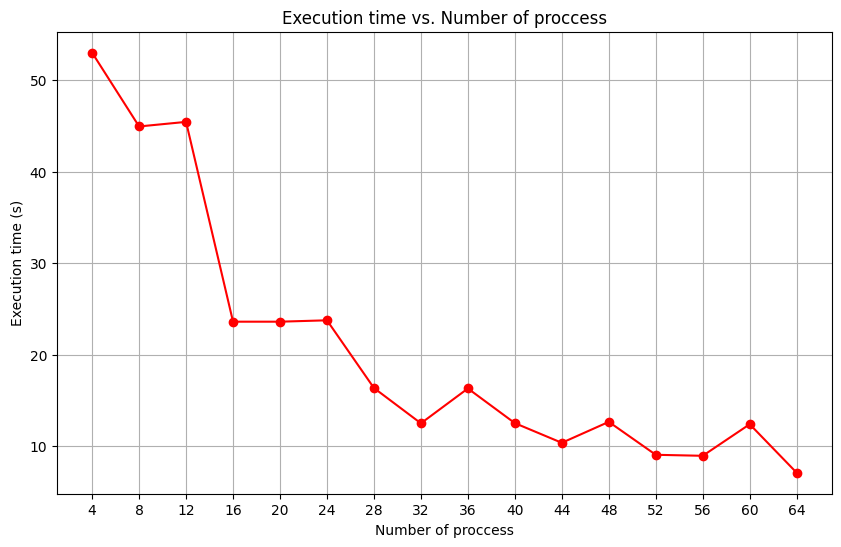 Execution time vs. Number of proccess
Execution time (s)
50
40
30
20
10
4 8 12 16 20 24 28 32 36 40 44 48 52 56 60 64
Number of proccess